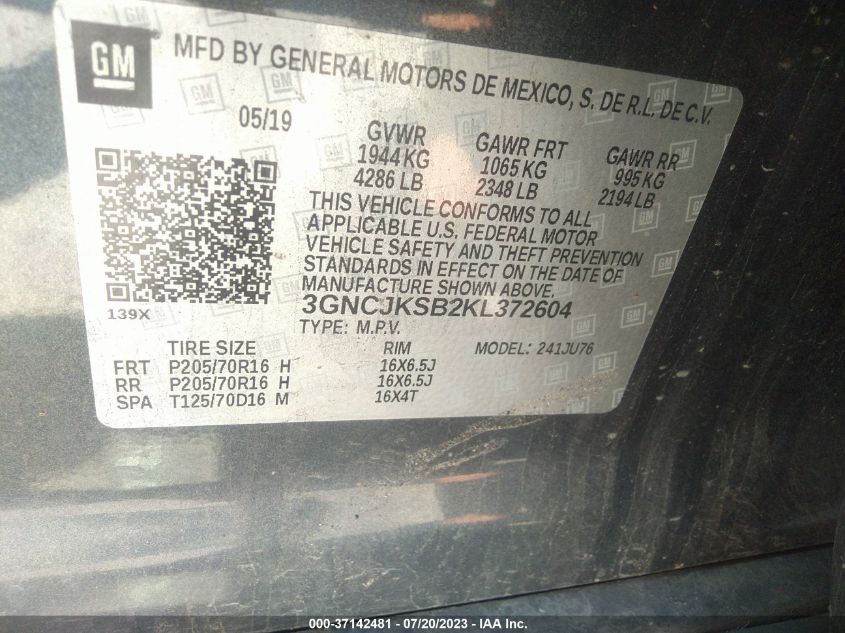 GM
MFD BY GENERAL MOTORS DE MEXICO, S. DE R.L. DE C.V.
05/19
GVWR GAWR FRT GAWR RR
1944 KG 1065 KG 995 KG
4286 LB 2348 LB 2194 LB
THIS VEHICLE CONFORMS TO ALL
APPLICABLE U.S. FEDERAL MOTOR
VEHICLE SAFETY AND THEFT PREVENTION
STANDARDS IN EFFECT ON THE DATE OF
MANUFACTURE SHOWN ABOVE.
139X
3GNCJKSB2KL372604
TYPE: M.P.V.
TIRE SIZE RIM MODEL: 241JU76
FRT P205/70R16 H 16X6.5J
RR P205/70R16 H 16X6.5J
SPA T125/70D16 M 16X4T
000-37142481 - 07/20/2023 - IAA Inc.